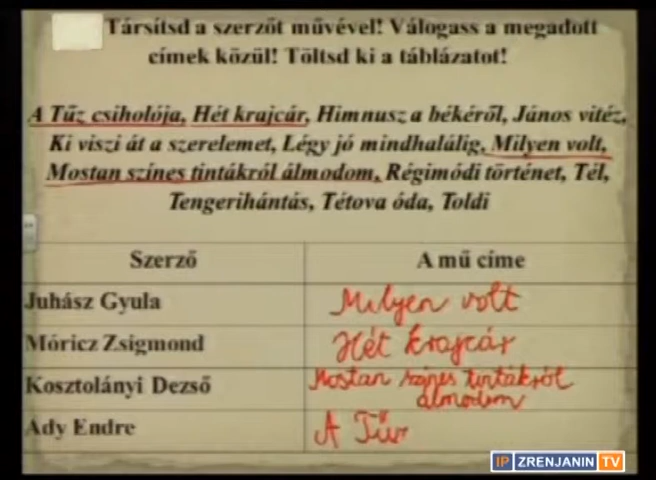 Társítsd a szerzőt művével! Válogass a megadott
címek közül! Töltsd ki a táblázatot!
A Tűz csiholója, Hét krajcár, Himnusz a békéről, János vitéz,
Ki viszi át a szerelemet, Légy jó mindhalálig, Milyen volt,
Mostan színes tintákról álmodom, Régimódi történet, Tél,
Tengerihántás, Tétova óda, Toldi
Szerző A mű címe
Juhász Gyula Milyen volt
Móricz Zsigmond Hét krajcár
Kosztolányi Dezső Mostan színes tintákról
álmodom
Ady Endre A Tűz
IP ZRENJANIN TV